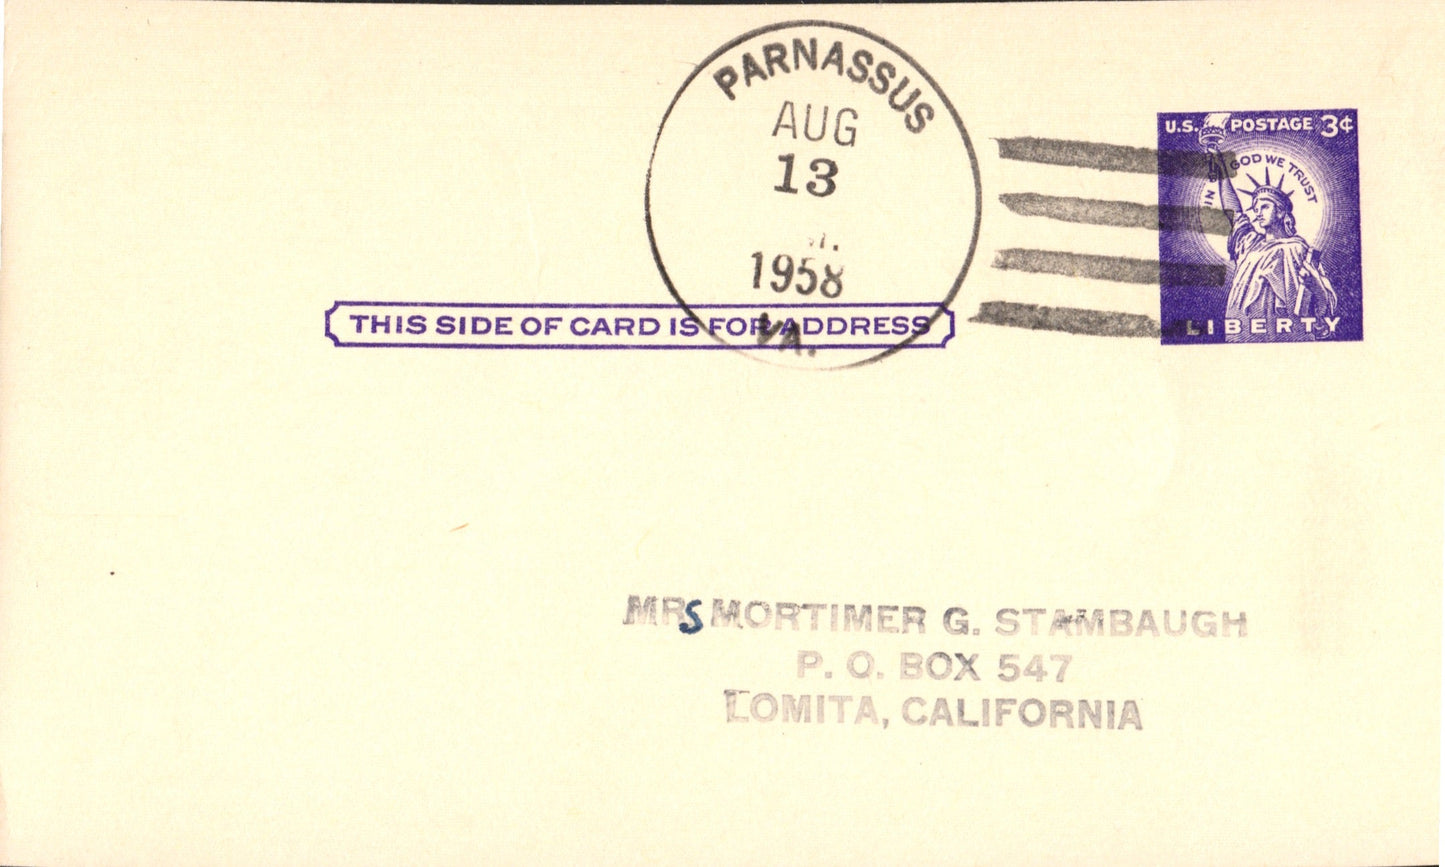 PARNASSUS
AUG
13
1958
VA.
U.S. POSTAGE 3¢
IN GOD WE TRUST
LIBERTY
THIS SIDE OF CARD IS FOR ADDRESS
MRS MORTIMER G. STAMBAUGH
P. O. BOX 547
LOMITA, CALIFORNIA